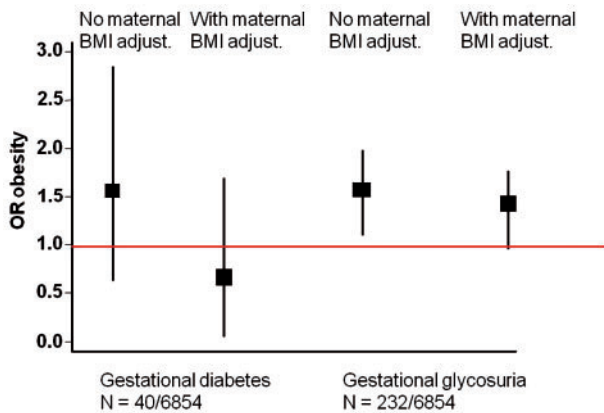 No maternal BMI adjust.
With maternal BMI adjust.
No maternal BMI adjust.
With maternal BMI adjust.
OR obesity
3.0
2.5
2.0
1.5
1.0
0.5
0.0
Gestational diabetes
N = 40/6854
Gestational glycosuria
N = 232/6854